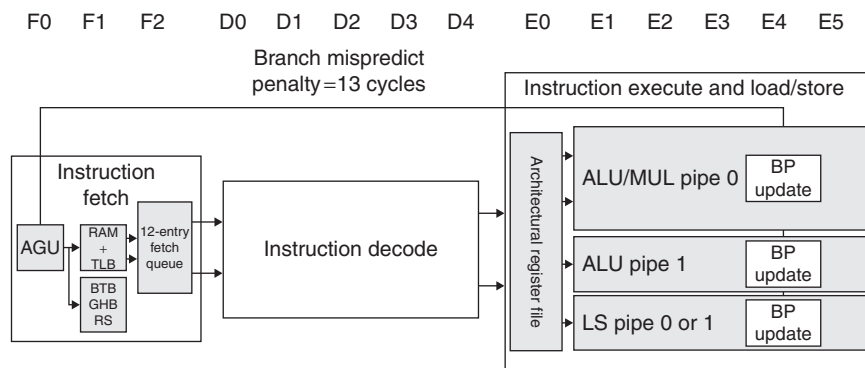 F0 F1 F2 D0 D1 D2 D3 D4 E0 E1 E2 E3 E4 E5
Branch mispredict
penalty=13 cycles
Instruction execute and load/store
Instruction
fetch
AGU
RAM
+
TLB
12-entry
fetch
queue
BTB
GHB
RS
Instruction decode
Architectural register file
ALU/MUL pipe 0
BP
update
ALU pipe 1
BP
update
LS pipe 0 or 1
BP
update